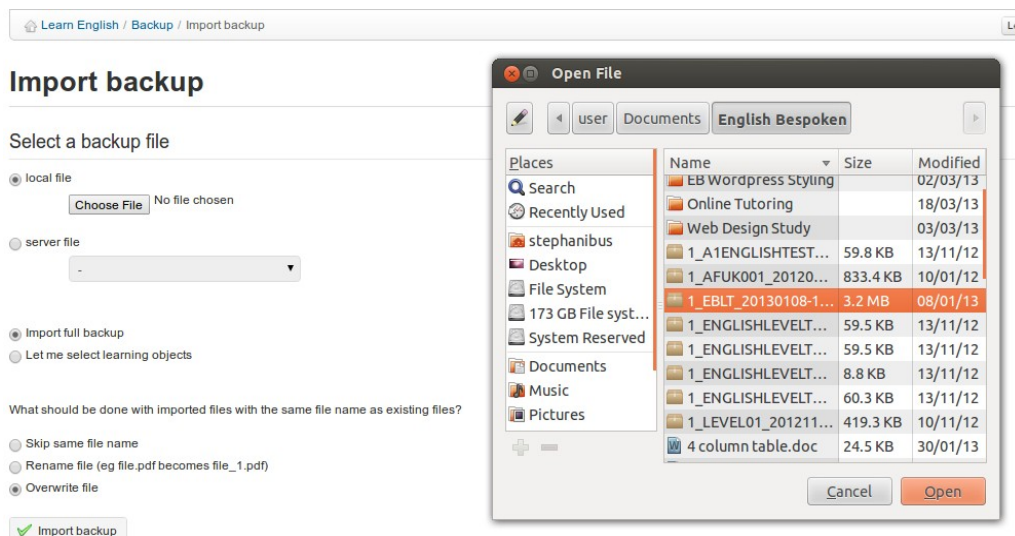 Learn English / Backup / Import backup
Import backup
Select a backup file
local file
Choose File No file chosen
server file
-
Import full backup
Let me select learning objects
What should be done with imported files with the same file name as existing files?
Skip same file name
Rename file (eg file.pdf becomes file_1.pdf)
Overwrite file
Import backup
Open File
user Documents English Bespoken
Places
Search
Recently Used
stephanibus
Desktop
File System
173 GB File syst...
System Reserved
Documents
Music
Pictures
Name Size Modified
EB Wordpress Styling 02/03/13
Online Tutoring 18/03/13
Web Design Study 03/03/13
1_A1ENGLISHTEST... 59.8 KB 13/11/12
1_AFUK001_20120... 833.4 KB 10/01/12
1_EBLT_20130108-1... 3.2 MB 08/01/13
1_ENGLISHLEVELT... 59.5 KB 13/11/12
1_ENGLISHLEVELT... 59.5 KB 13/11/12
1_ENGLISHLEVELT... 8.8 KB 13/11/12
1_ENGLISHLEVELT... 60.3 KB 13/11/12
1_LEVEL01_201211... 419.3 KB 10/11/12
4 column table.doc 24.5 KB 30/01/13
Cancel Open